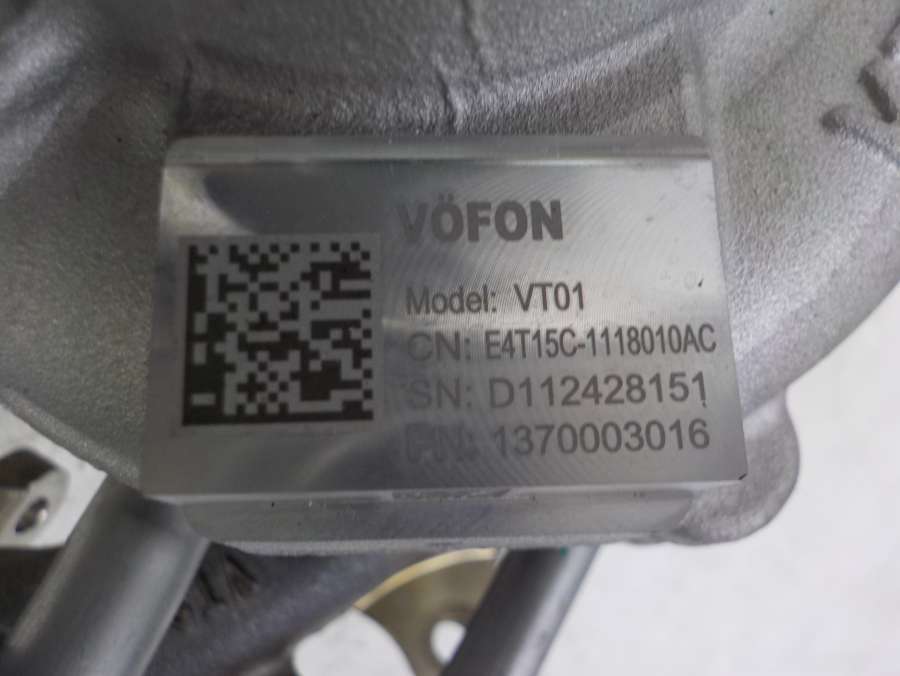 VÖFON
Model: VT01
CN: E4T15C-1118010AC
SN: D112428151
PN: 1370003016